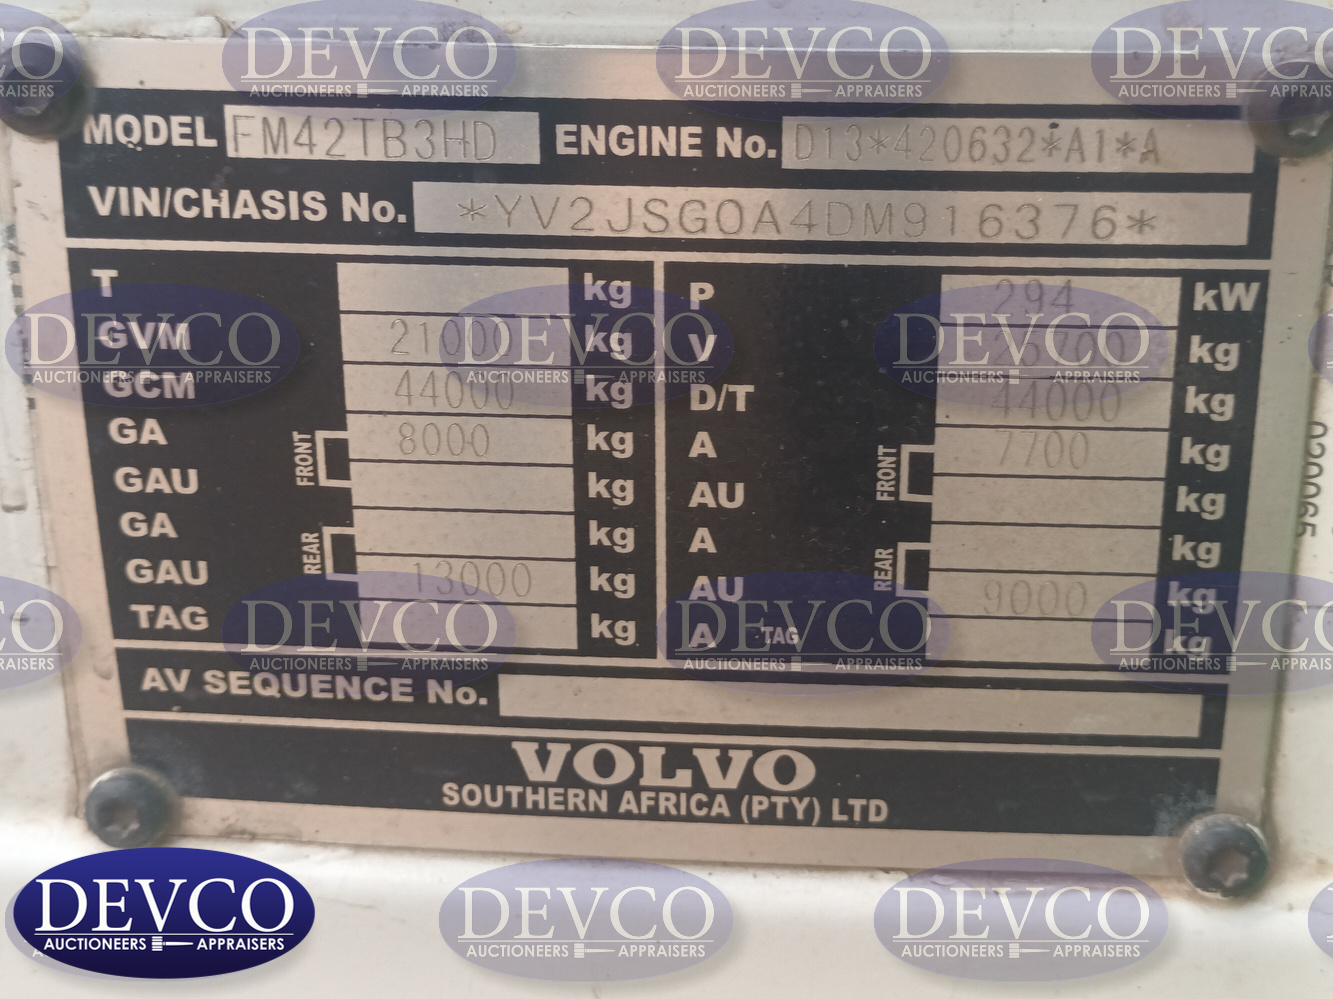 MODEL FM42TB3HD ENGINE No. D13*420632*A1*A
VIN/CHASIS No. *YV2JSG0A4DM916376*
T kg P 294 kW
GVM 21000 kg V kg
GCM 44000 kg D/T 44000 kg
GA FRONT 8000 kg A FRONT 7700 kg
GAU kg AU kg
GA REAR kg A REAR kg
GAU 13000 kg AU 9000 kg
TAG kg A TAG kg
AV SEQUENCE No.
VOLVO
SOUTHERN AFRICA (PTY) LTD
DEVCO
AUCTIONEERS APPRAISERS